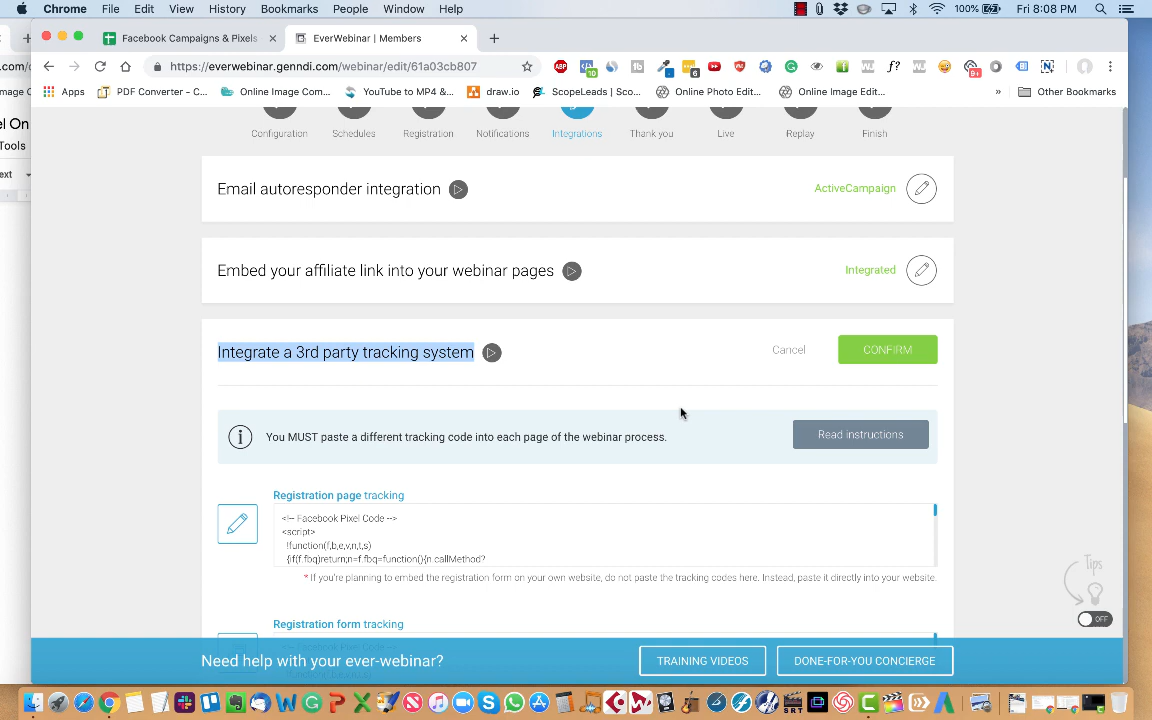 Chrome File Edit View History Bookmarks People Window Help
100% Fri 8:08 PM
Facebook Campaigns & Pixels
EverWebinar | Members
https://everwebinar.genndi.com/webinar/edit/61a03cb807
Apps PDF Converter – C... Online Image Com... YouTube to MP4 &... draw.io ScopeLeads | Sco... Online Photo Edit... Online Image Edit... » Other Bookmarks
Configuration Schedules Registration Notifications Integrations Thank you Live Replay Finish
Email autoresponder integration
ActiveCampaign
Embed your affiliate link into your webinar pages
Integrated
Integrate a 3rd party tracking system
Cancel CONFIRM
You MUST paste a different tracking code into each page of the webinar process.
Read instructions
Registration page tracking
<!-- Facebook Pixel Code -->
<script>
!function(f,b,e,v,n,t,s)
{if(f.fbq)return;n=f.fbq=function(){n.callMethod?
* If you're planning to embed the registration form on your own website, do not paste the tracking codes here. Instead, paste it directly into your website.
Tips
OFF
Registration form tracking
Need help with your ever-webinar?
TRAINING VIDEOS DONE-FOR-YOU CONCIERGE